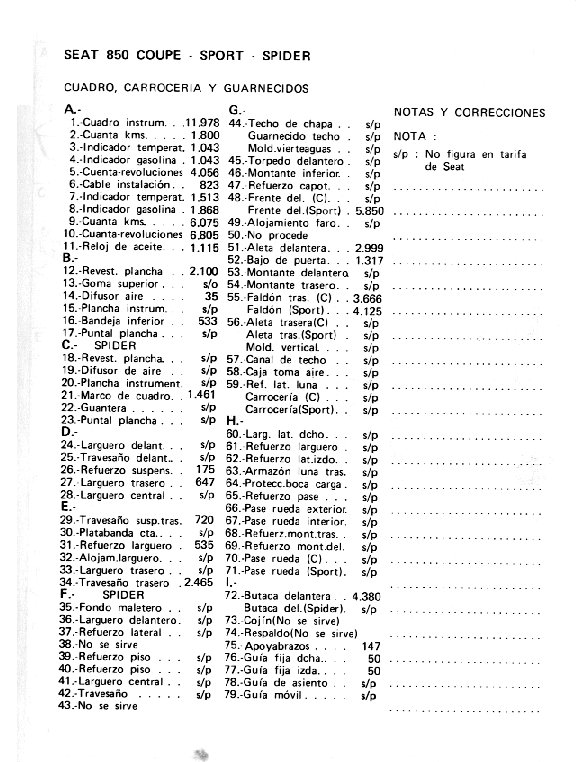 SEAT 850 COUPE - SPORT - SPIDER
CUADRO, CARROCERIA Y GUARNECIDOS
A.-
1.-Cuadro instrum. . .11.978
2.-Cuanta kms. . . . . 1.800
3.-Indicador temperat. 1.043
4.-Indicador gasolina . 1.043
5.-Cuenta-revoluciones 4.056
6.-Cable instalación . . 823
7.-Indicador temperat. 1.513
8.-Indicador gasolina . 1.868
9.-Cuenta kms. . . . . 6.075
10.-Cuanta-revoluciones 6.805
11.-Reloj de aceite. . . 1.115
B.-
12.-Revest. plancha . . 2.100
13.-Goma superior . . . s/o
14.-Difusor aire . . . . 35
15.-Plancha instrum. s/p
16.-Bandeja inferior . . 533
17.-Puntal plancha . . . s/p
C.- SPIDER
18.-Revest. plancha. . . s/p
19.-Difusor de aire . . s/p
20.-Plancha instrument. s/p
21.-Marco de cuadro. . 1.461
22.-Guantera . . . . . . s/p
23.-Puntal plancha . . . s/p
D.-
24.-Larguero delant. . . s/p
25.-Travesaño delant.. . s/p
26.-Refuerzo suspens. . 175
27.-Larguero trasero . . 647
28.-Larguero central . . s/p
E.-
29.-Travesaño susp.tras. 720
30.-Platabanda cta.. . . s/p
31.-Refuerzo larguero . 535
32.-Alojam.larguero. . . s/p
33.-Larguero trasero . . s/p
34.-Travesaño trasero .2.465
F.- SPIDER
35.-Fondo maletero . . s/p
36.-Larguero delantero. s/p
37.-Refuerzo lateral . . s/p
38.-No se sirve
39.-Refuerzo piso . . . s/p
40.-Refuerzo piso . . . s/p
41.-Larguero central . . s/p
42.-Travesaño . . . . . s/p
43.-No se sirve
G.-
44.-Techo de chapa . . s/p
Guarnecido techo . s/p
Mold.vierteaguas . . s/p
45.-Torpedo delantero . s/p
46.-Montante inferior. . s/p
47.-Refuerzo capot. . . s/p
48.-Frente del. (C). . . s/p
Frente del.(Sport) . 5.850
49.-Alojamiento faro. . s/p
50.-No procede
51.-Aleta delantera. . . 2.999
52.-Bajo de puerta. . . 1.317
53.-Montante delantero. s/p
54.-Montante trasero. . s/p
55.-Faldón tras. (C) . . 3.666
Faldón (Sport). . . 4.125
56.-Aleta trasera(C) . . s/p
Aleta tras.(Sport) . s/p
Mold. vertical. . . . s/p
57.-Canal de techo . . s/p
58.-Caja toma aire. . . s/p
59.-Ref. lat. luna . . . s/p
Carrocería (C) . . . s/p
Carrocería(Sport). . s/p
H.-
60.-Larg. lat. dcho. . . s/p
61.-Refuerzo larguero . s/p
62.-Refuerzo lat.izdo. . s/p
63.-Armazón luna tras. s/p
64.-Protecc.boca carga . s/p
65.-Refuerzo pase . . . s/p
66.-Pase rueda exterior. s/p
67.-Pase rueda interior. s/p
68.-Refuerz.mont.tras. . s/p
69.-Refuerzo mont.del. s/p
70.-Pase rueda (C) . . . s/p
71.-Pase rueda (Sport). s/p
I.-
72.-Butaca delantera . . 4.380
Butaca del.(Spider). s/p
73.-Cojín(No se sirve)
74.-Respaldo(No se sirve)
75.-Apoyabrazos . . . . 147
76.-Guía fija dcha.. . . 50
77.-Guía fija izda. . . . 50
78.-Guía de asiento . . s/p
79.-Guía móvil . . . . . s/p
NOTAS Y CORRECCIONES
NOTA :
s/p : No figura en tarifa
de Seat